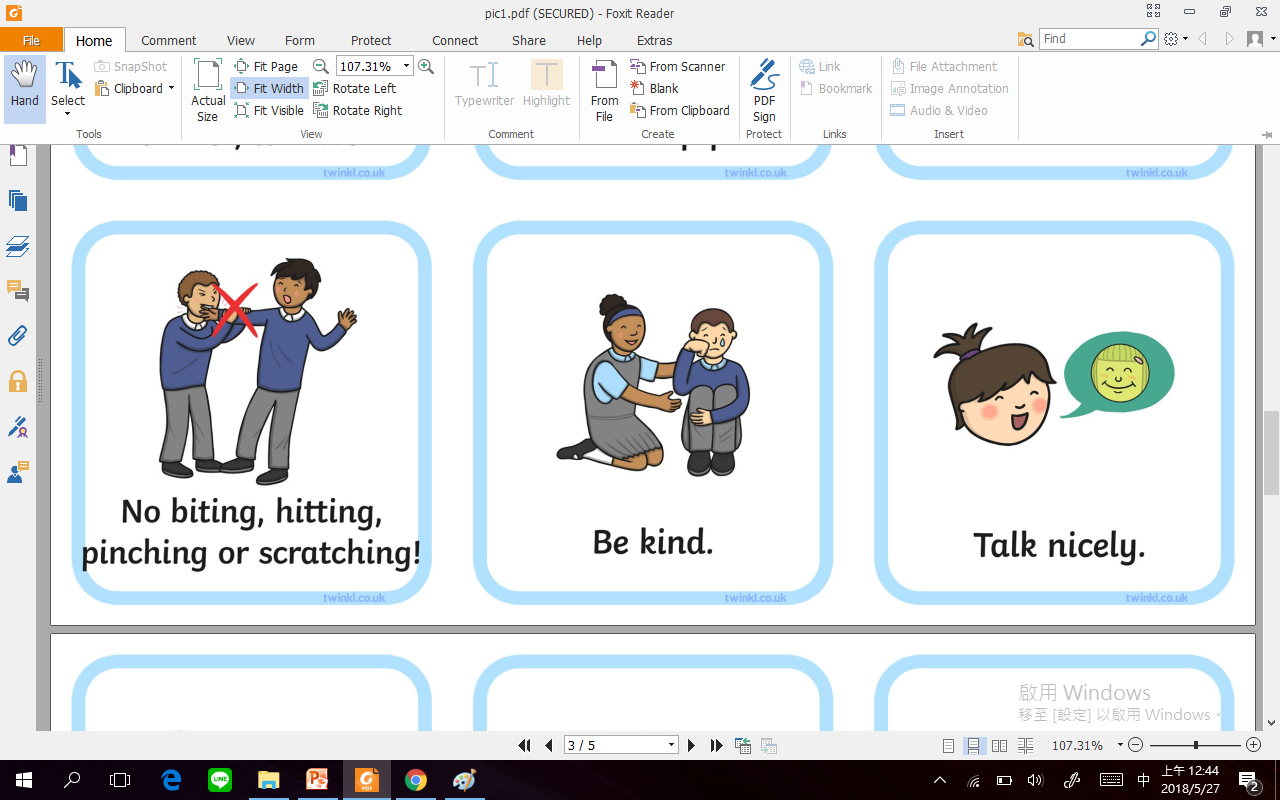 pic1.pdf (SECURED) - Foxit Reader
File Home Comment View Form Protect Connect Share Help Extras
Find
Hand
Select
SnapShot
Clipboard
Tools
Actual Size
Fit Page
Fit Width
Fit Visible
107.31%
Rotate Left
Rotate Right
View
Typewriter
Highlight
Comment
From File
From Scanner
Blank
From Clipboard
Create
PDF Sign
Protect
Link
Bookmark
Links
File Attachment
Image Annotation
Audio & Video
Insert
twinkl.co.uk twinkl.co.uk twinkl.co.uk
No biting, hitting,
pinching or scratching!
twinkl.co.uk
Be kind.
twinkl.co.uk
Talk nicely.
twinkl.co.uk
啟用 Windows
移至 [設定] 以啟用 Windows。
3 / 5
107.31%
LINE
PDF
中
上午 12:44
2018/5/27
2